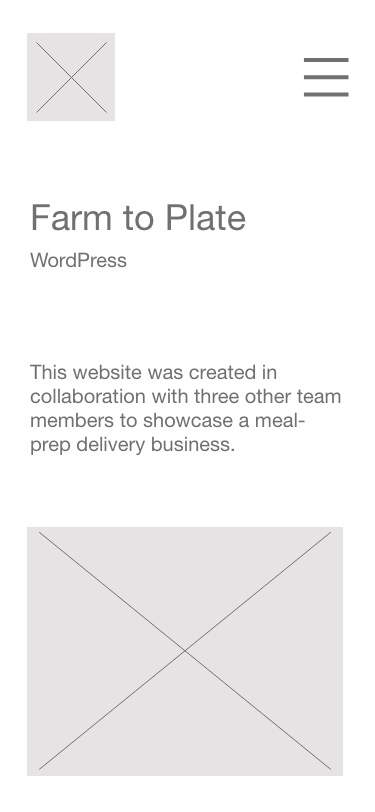 Farm to Plate
WordPress
This website was created in
collaboration with three other team
members to showcase a meal-
prep delivery business.